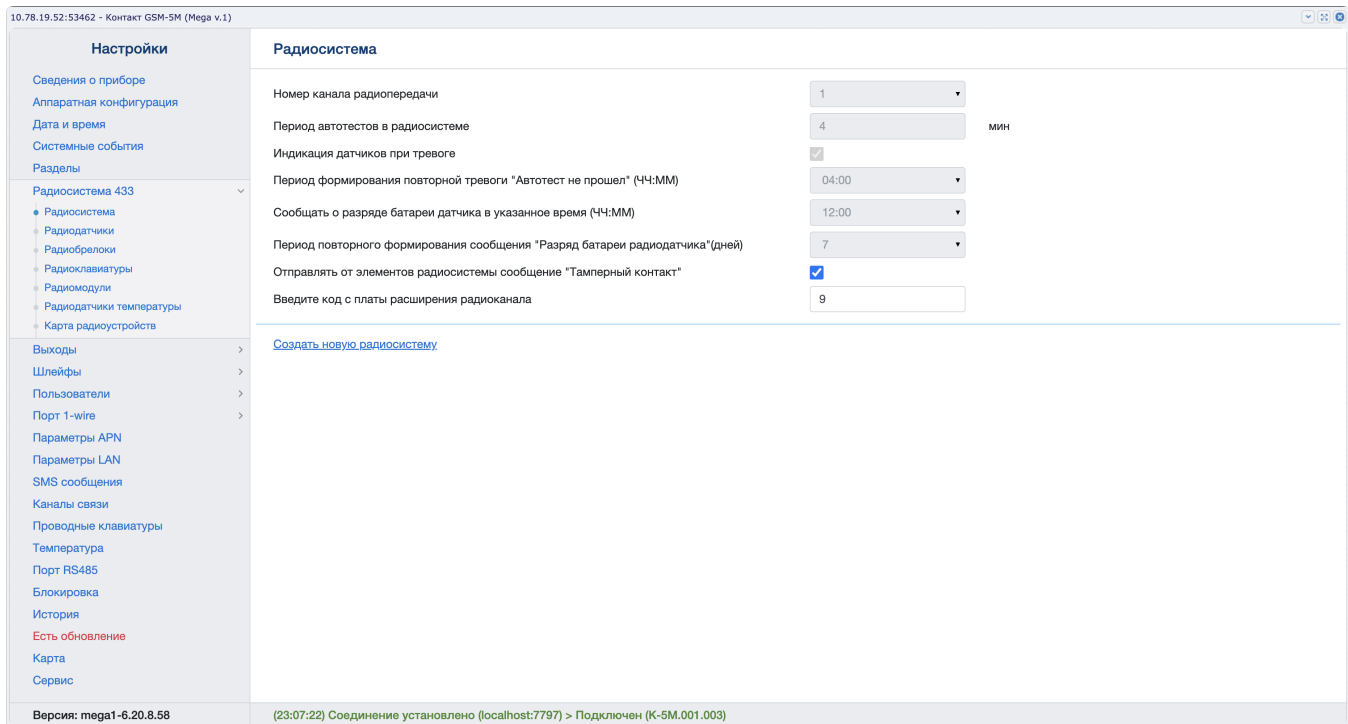 10.78.19.52:53462 - Контакт GSM-5M (Mega v.1)
Настройки
Сведения о приборе
Аппаратная конфигурация
Дата и время
Системные события
Разделы
Радиосистема 433
Радиосистема
Радиодатчики
Радиобрелоки
Радиоклавиатуры
Радиомодули
Радиодатчики температуры
Карта радиоустройств
Выходы
Шлейфы
Пользователи
Порт 1-wire
Параметры APN
Параметры LAN
SMS сообщения
Каналы связи
Проводные клавиатуры
Температура
Порт RS485
Блокировка
История
Есть обновление
Карта
Сервис
Версия: mega1-6.20.8.58
Радиосистема
Номер канала радиопередачи 1
Период автотестов в радиосистеме 4 мин
Индикация датчиков при тревоге
Период формирования повторной тревоги "Автотест не прошел" (ЧЧ:ММ) 04:00
Сообщать о разряде батареи датчика в указанное время (ЧЧ:ММ) 12:00
Период повторного формирования сообщения "Разряд батареи радиодатчика"(дней) 7
Отправлять от элементов радиосистемы сообщение "Тамперный контакт"
Введите код с платы расширения радиоканала 9
Создать новую радиосистему
(23:07:22) Соединение установлено (localhost:7797) > Подключен (K-5M.001.003)